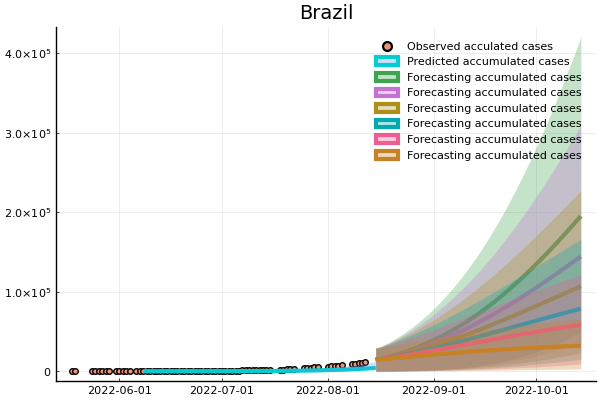 Brazil
4.0×10⁵
3.0×10⁵
2.0×10⁵
1.0×10⁵
0
Observed acculated cases
Predicted accumulated cases
Forecasting accumulated cases
Forecasting accumulated cases
Forecasting accumulated cases
Forecasting accumulated cases
Forecasting accumulated cases
Forecasting accumulated cases
2022-06-01 2022-07-01 2022-08-01 2022-09-01 2022-10-01